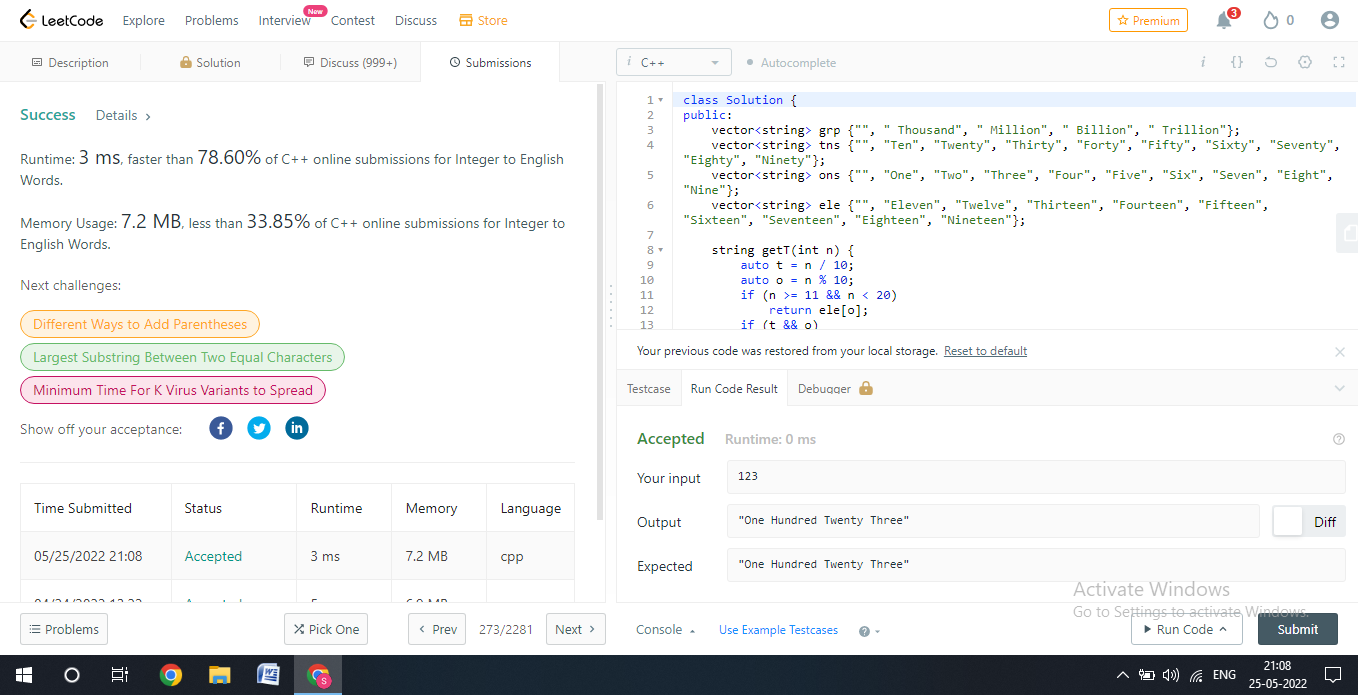 LeetCode Explore Problems Interview New Contest Discuss Store Premium 3 0
Description Solution Discuss (999+) Submissions
i C++ Autocomplete i {}
Success Details
Runtime: 3 ms, faster than 78.60% of C++ online submissions for Integer to English
Words.
Memory Usage: 7.2 MB, less than 33.85% of C++ online submissions for Integer to
English Words.
Next challenges:
Different Ways to Add Parentheses
Largest Substring Between Two Equal Characters
Minimum Time For K Virus Variants to Spread
Show off your acceptance:
Time Submitted Status Runtime Memory Language
05/25/2022 21:08 Accepted 3 ms 7.2 MB cpp
1 class Solution {
2 public:
3 vector<string> grp {"", " Thousand", " Million", " Billion", " Trillion"};
4 vector<string> tns {"", "Ten", "Twenty", "Thirty", "Forty", "Fifty", "Sixty", "Seventy",
"Eighty", "Ninety"};
5 vector<string> ons {"", "One", "Two", "Three", "Four", "Five", "Six", "Seven", "Eight",
"Nine"};
6 vector<string> ele {"", "Eleven", "Twelve", "Thirteen", "Fourteen", "Fifteen",
"Sixteen", "Seventeen", "Eighteen", "Nineteen"};
7
8 string getT(int n) {
9 auto t = n / 10;
10 auto o = n % 10;
11 if (n >= 11 && n < 20)
12 return ele[o];
13 if (t && o)
Your previous code was restored from your local storage. Reset to default
Testcase Run Code Result Debugger
Accepted Runtime: 0 ms
Your input 123
Output "One Hundred Twenty Three" Diff
Expected "One Hundred Twenty Three"
Activate Windows
Go to Settings to activate Windows.
Problems Pick One Prev 273/2281 Next Console Use Example Testcases Run Code Submit
ENG 21:08
25-05-2022